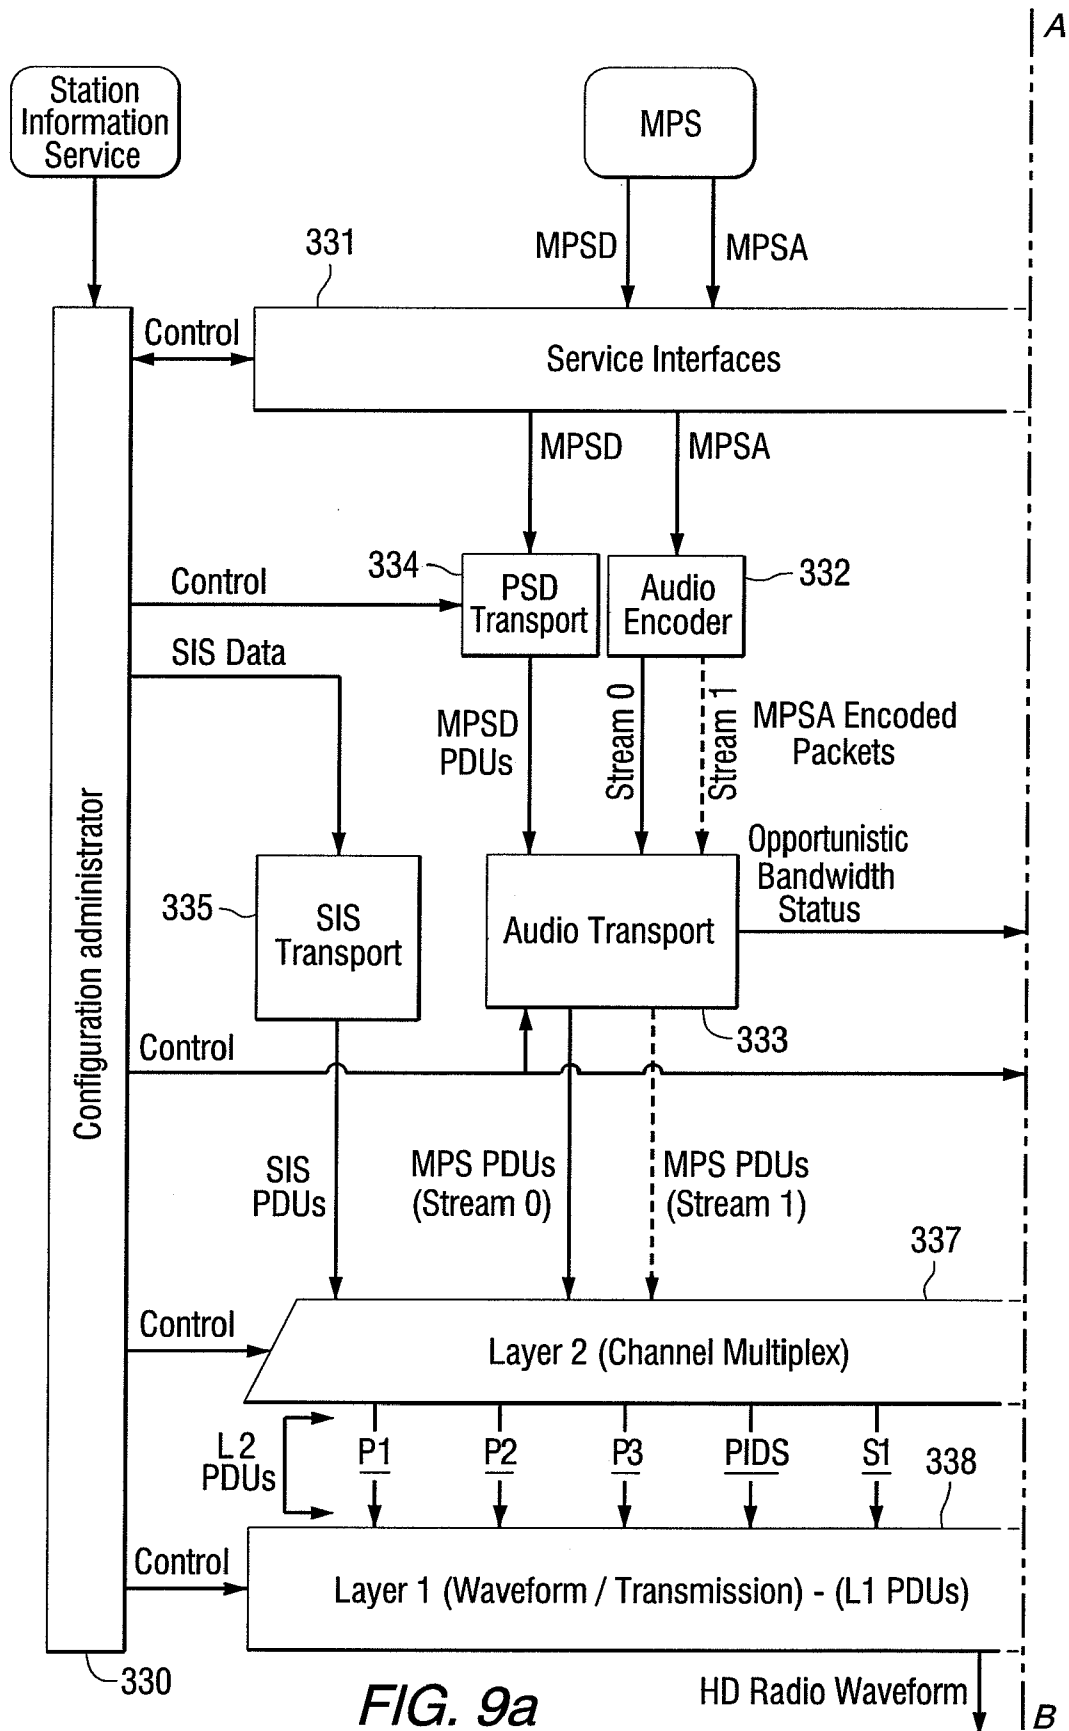 A
Station
Information
Service
MPS
MPSD
MPSA
331
Control
Service Interfaces
MPSD
MPSA
334
PSD
Transport
Audio
Encoder
332
Control
SIS Data
MPSD
PDUs
Stream 0
Stream 1
MPSA Encoded
Packets
Opportunistic
Bandwidth
Status
Configuration administrator
335
SIS
Transport
Audio Transport
333
Control
SIS
PDUs
MPS PDUs
(Stream 0)
MPS PDUs
(Stream 1)
337
Control
Layer 2 (Channel Multiplex)
L2
PDUs
P1
P2
P3
PIDS
S1
338
Control
Layer 1 (Waveform / Transmission) - (L1 PDUs)
330
FIG. 9a
HD Radio Waveform
B